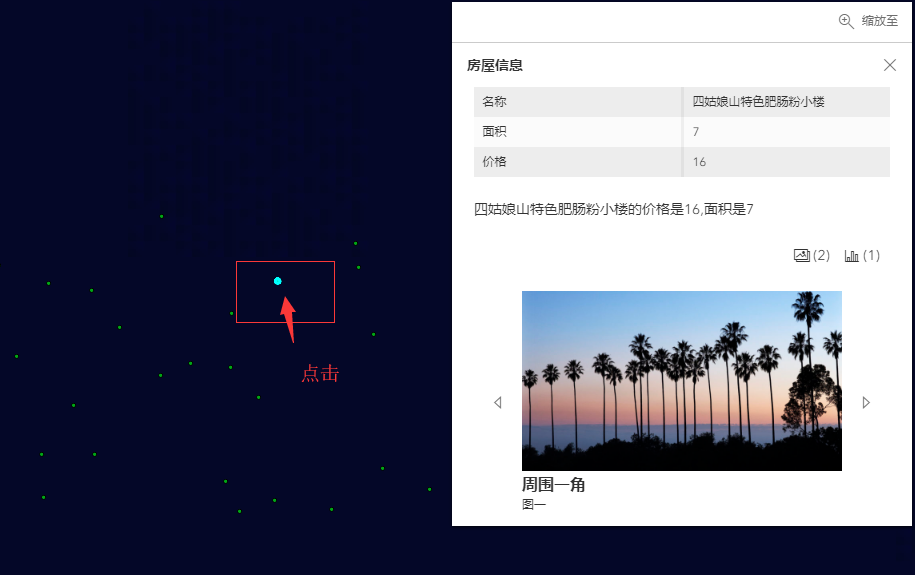 缩放至
房屋信息
名称 四姑娘山特色肥肠粉小楼
面积 7
价格 16
四姑娘山特色肥肠粉小楼的价格是16,面积是7
(2) (1)
点击
周围一角
图一